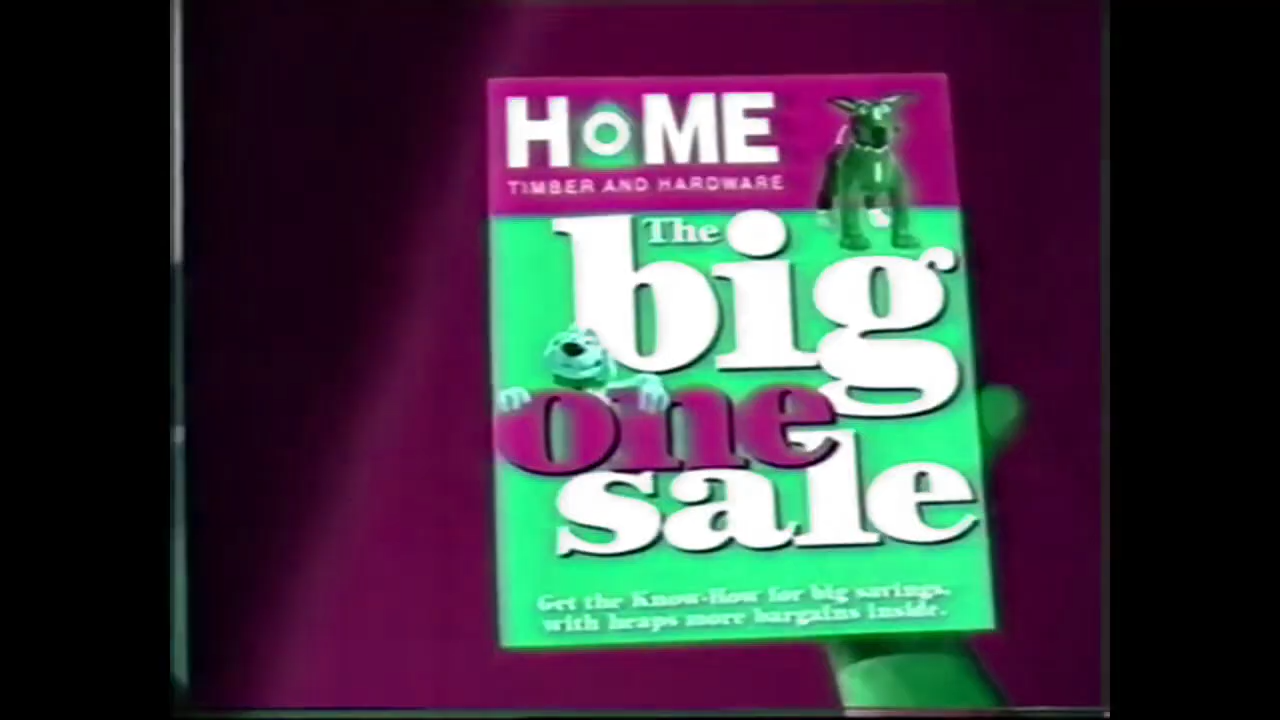 HOME
TIMBER AND HARDWARE
The
big
one
sale
Get the Know-How for big savings,
with heaps more bargains inside.